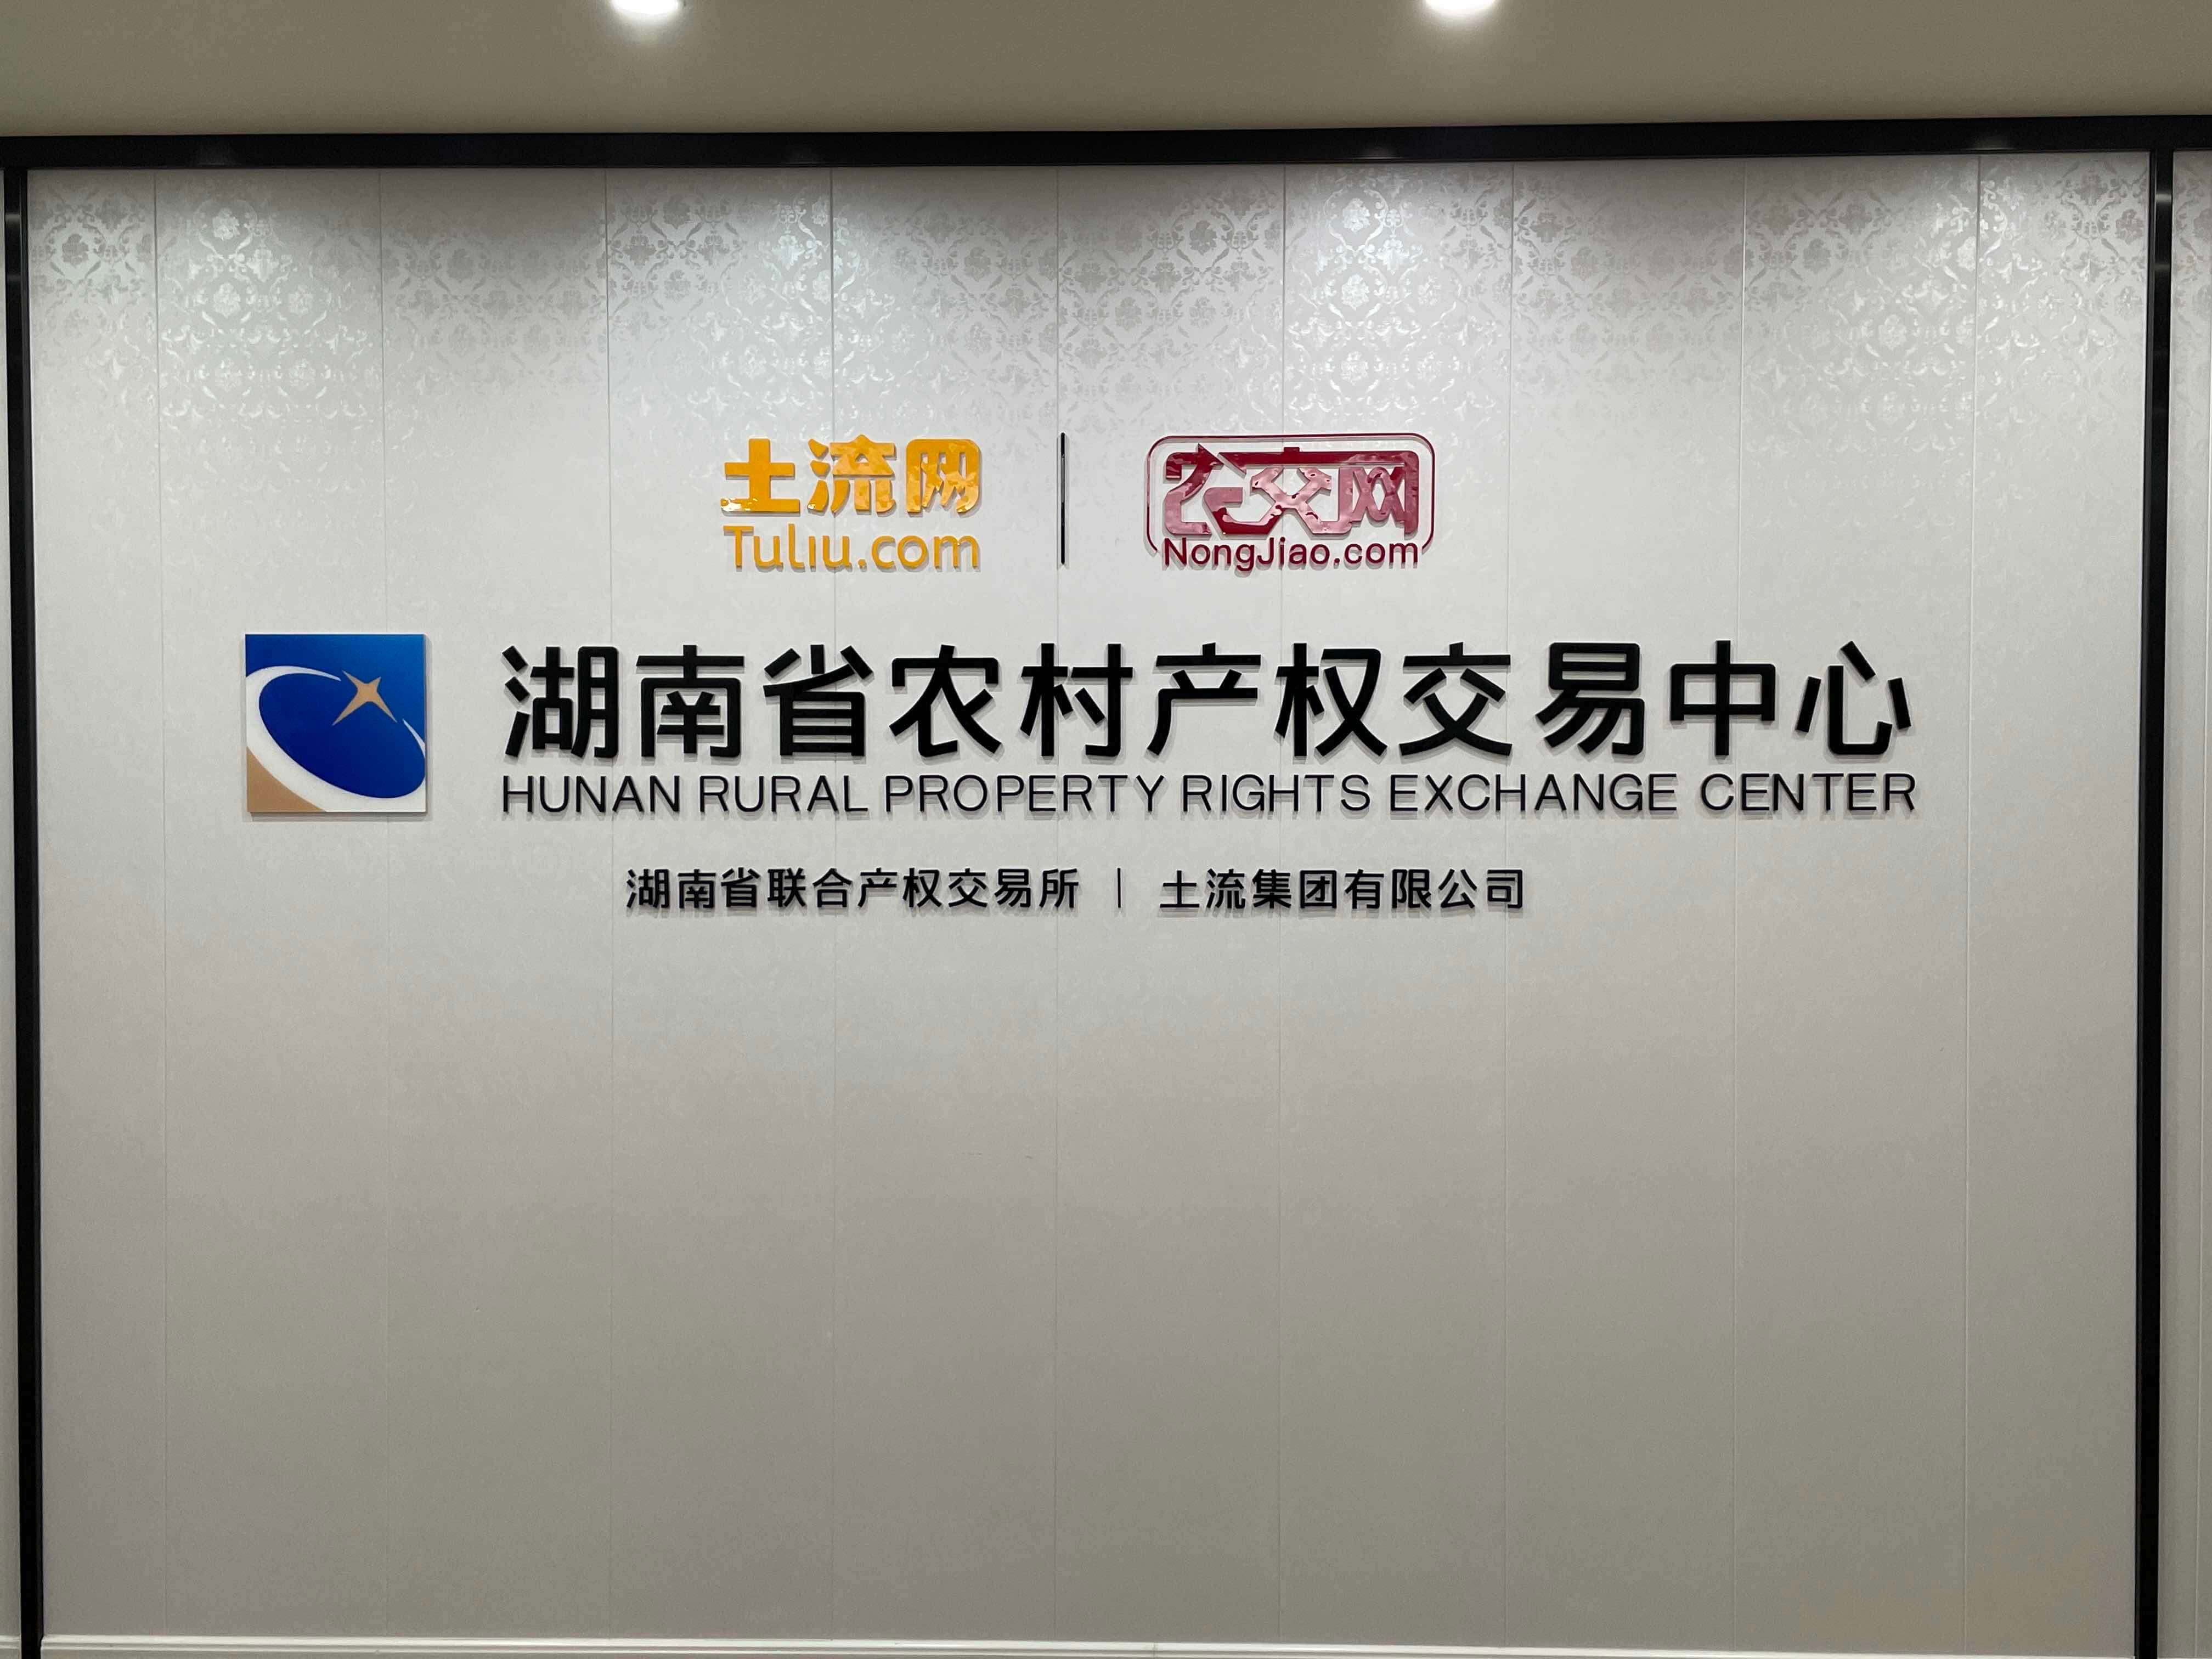 土流网
Tuliu.com
农交网
NongJiao.com
湖南省农村产权交易中心
HUNAN RURAL PROPERTY RIGHTS EXCHANGE CENTER
湖南省联合产权交易所 | 土流集团有限公司